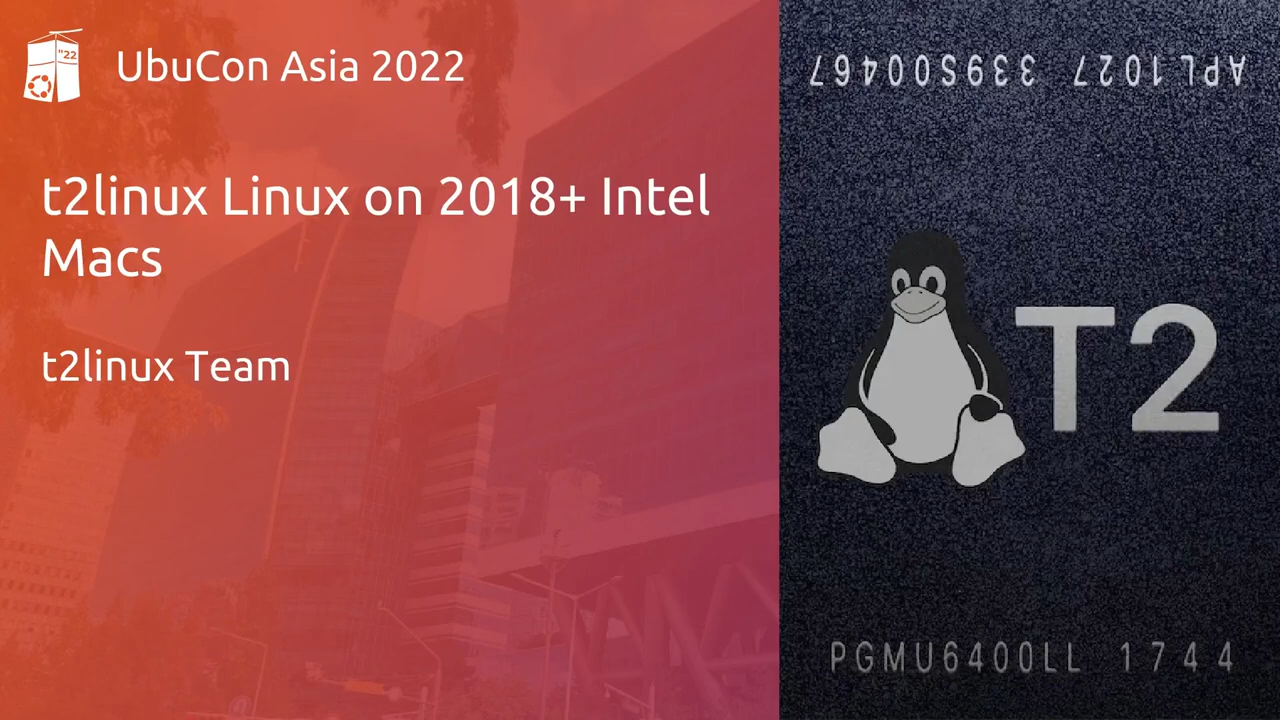 "22
UbuCon Asia 2022
t2linux Linux on 2018+ Intel
Macs
t2linux Team
APL1027 339S00467
T2
PGMU6400LL 1744